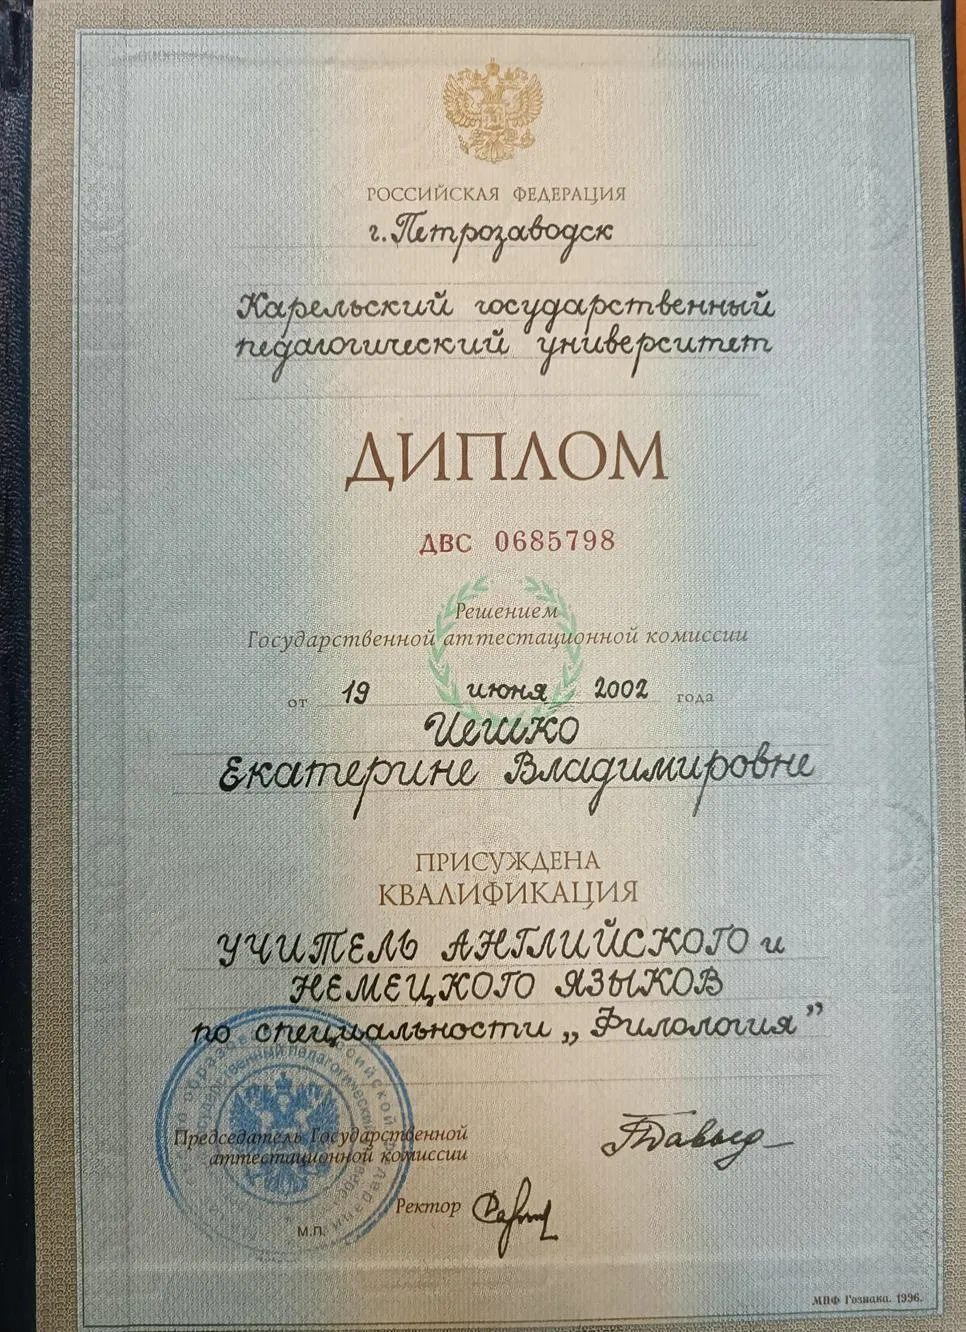 РОССИЙСКАЯ ФЕДЕРАЦИЯ
г. Петрозаводск
Карельский государственный
педагогический университет
ДИПЛОМ
ДВС 0685798
Решением
Государственной аттестационной комиссии
от 19 июня 2002 года
Иешко
Екатерине Владимировне
ПРИСУЖДЕНА
КВАЛИФИКАЦИЯ
УЧИТЕЛЬ АНГЛИЙСКОГО и
НЕМЕЦКОГО ЯЗЫКОВ
по специальности „Филология”
Председатель Государственной
аттестационной комиссии
Ректор
М.П.
МПФ Гознака. 1996.